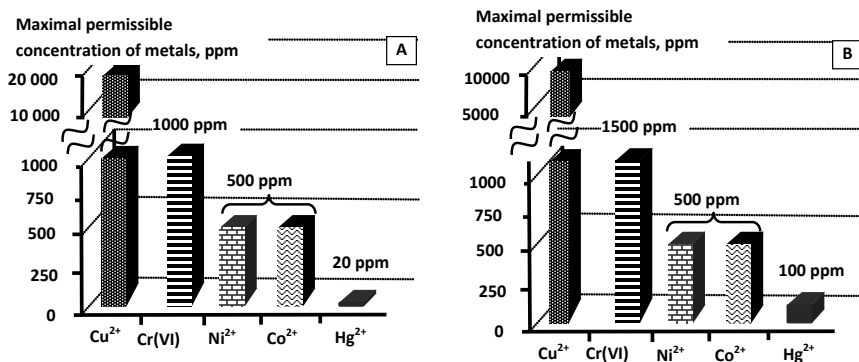 Maximal permissible
concentration of metals, ppm
A
20 000
10 000
1000 ppm
1000
750
500 ppm
500
20 ppm
250
0
Cu²⁺ Cr(VI) Ni²⁺ Co²⁺ Hg²⁺
Maximal permissible
concentration of metals, ppm
B
10000
5000
1500 ppm
1000
750
500 ppm
500
100 ppm
250
0
Cu²⁺ Cr(VI) Ni²⁺ Co²⁺ Hg²⁺